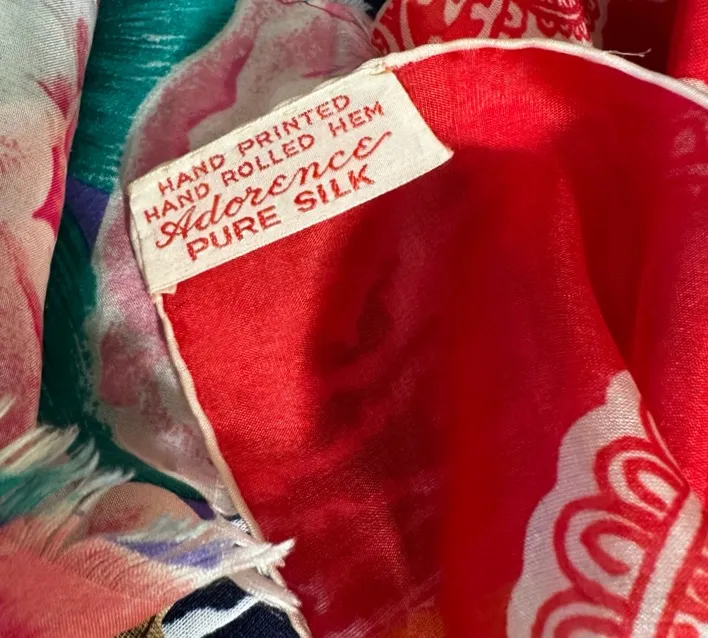 HAND PRINTED
HAND ROLLED HEM
Adorence
PURE SILK